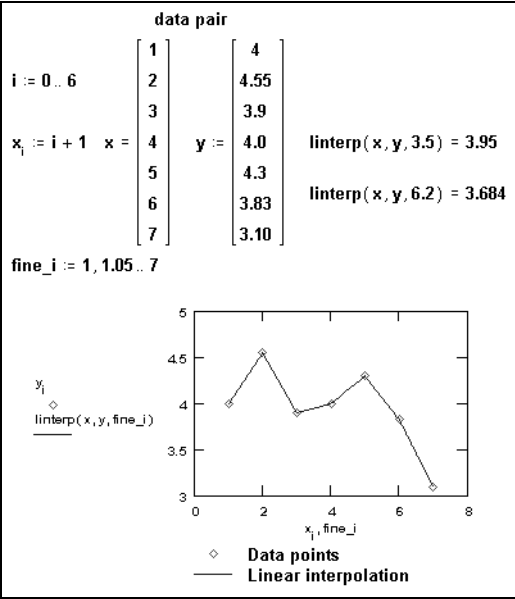 data pair
i := 0 .. 6
x_i := i + 1 x = [1 2 3 4 5 6 7] y := [4 4.55 3.9 4.0 4.3 3.83 3.10]
linterp( x , y , 3.5 ) = 3.95
linterp( x , y , 6.2 ) = 3.684
fine_i := 1 , 1.05 .. 7
5
4.5
4
3.5
3
y_i
linterp(x,y,fine_i)
0 2 4 6 8
x_i , fine_i
Data points
Linear interpolation